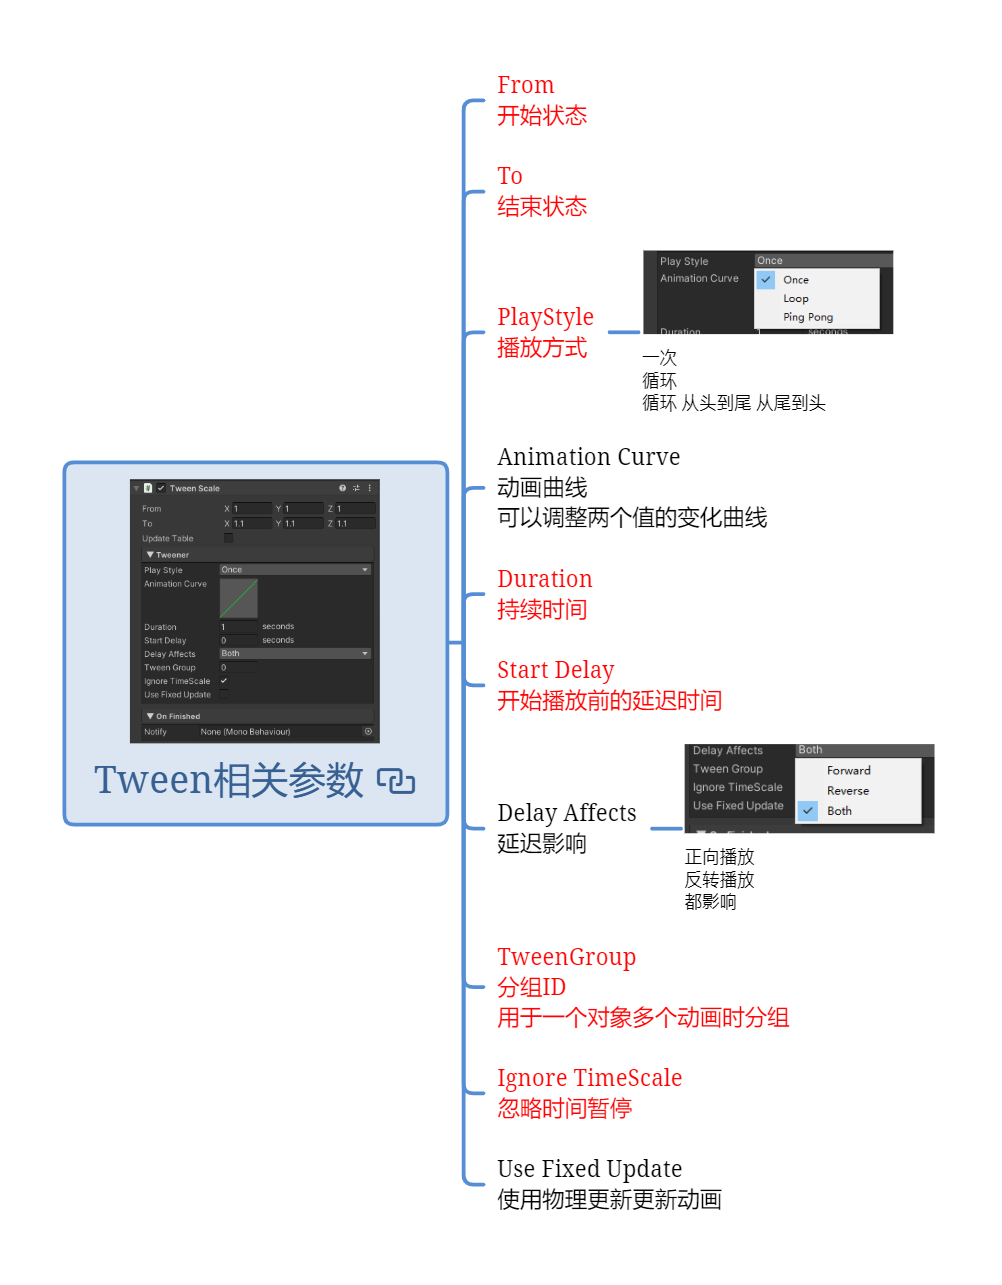 From
开始状态
To
结束状态
Play Style
Once
Animation Curve
Once
Loop
Ping Pong
Duration
seconds
PlayStyle
播放方式
一次
循环
循环 从头到尾 从尾到头
Animation Curve
动画曲线
可以调整两个值的变化曲线
Tween Scale
From X 1 Y 1 Z 1
To X 1.1 Y 1.1 Z 1.1
Update Table
Tweener
Play Style Once
Animation Curve
Duration 1 seconds
Start Delay 0 seconds
Delay Affects Both
Tween Group 0
Ignore TimeScale
Use Fixed Update
On Finished
Notify None (Mono Behaviour)
Tween相关参数
Duration
持续时间
Start Delay
开始播放前的延迟时间
Delay Affects Both
Tween Group
Ignore TimeScale
Use Fixed Update
Forward
Reverse
Both
Delay Affects
延迟影响
正向播放
反转播放
都影响
TweenGroup
分组ID
用于一个对象多个动画时分组
Ignore TimeScale
忽略时间暂停
Use Fixed Update
使用物理更新更新动画